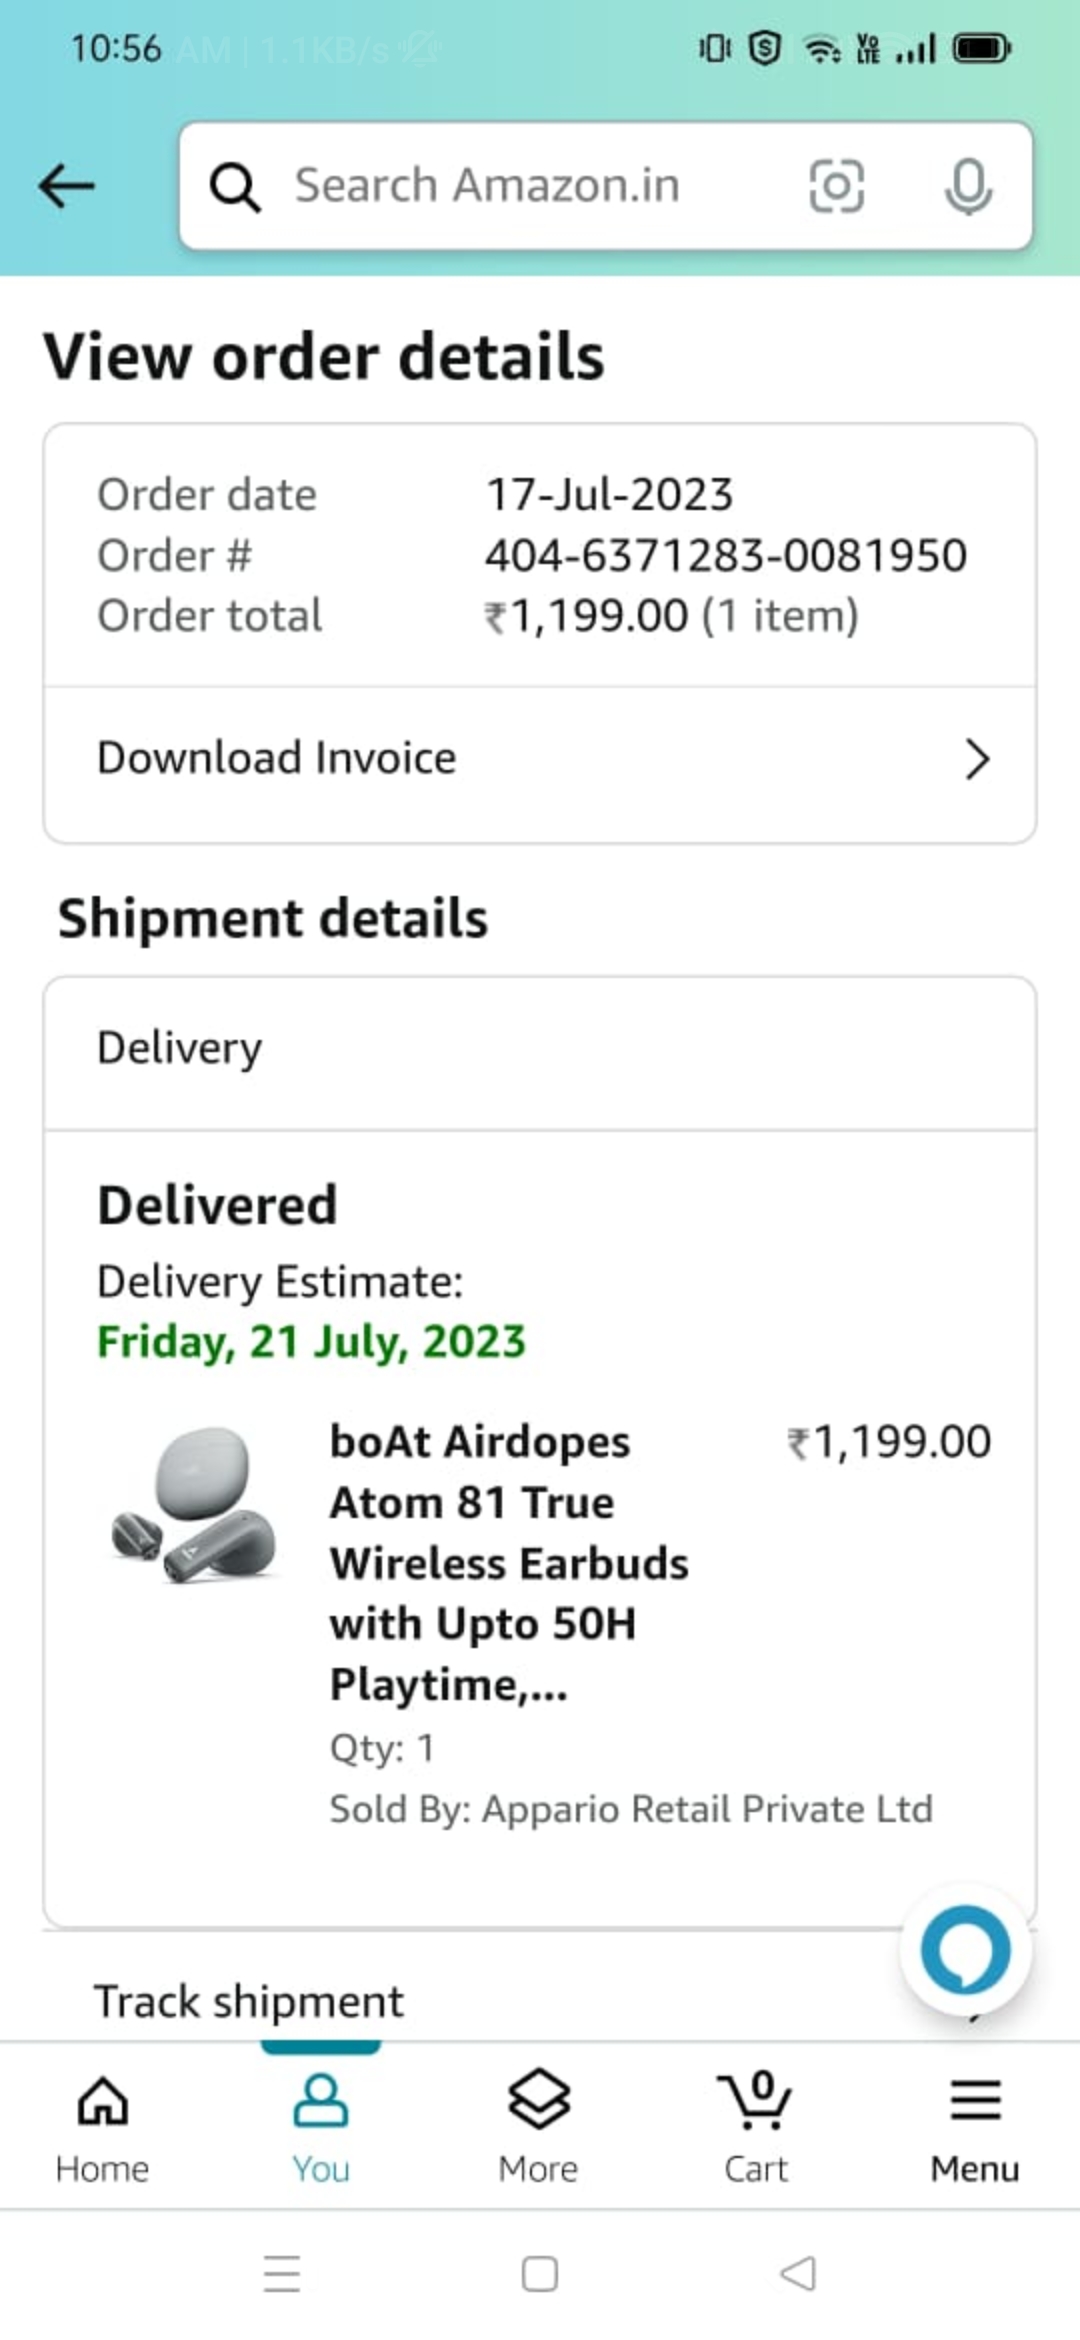 10:56 AM | 1.1KB/s
Vo LTE
Search Amazon.in
View order details
Order date 17-Jul-2023
Order # 404-6371283-0081950
Order total ₹1,199.00 (1 item)
Download Invoice
Shipment details
Delivery
Delivered
Delivery Estimate:
Friday, 21 July, 2023
boAt Airdopes ₹1,199.00
Atom 81 True
Wireless Earbuds
with Upto 50H
Playtime,...
Qty: 1
Sold By: Appario Retail Private Ltd
Track shipment
0
Home You More Cart Menu